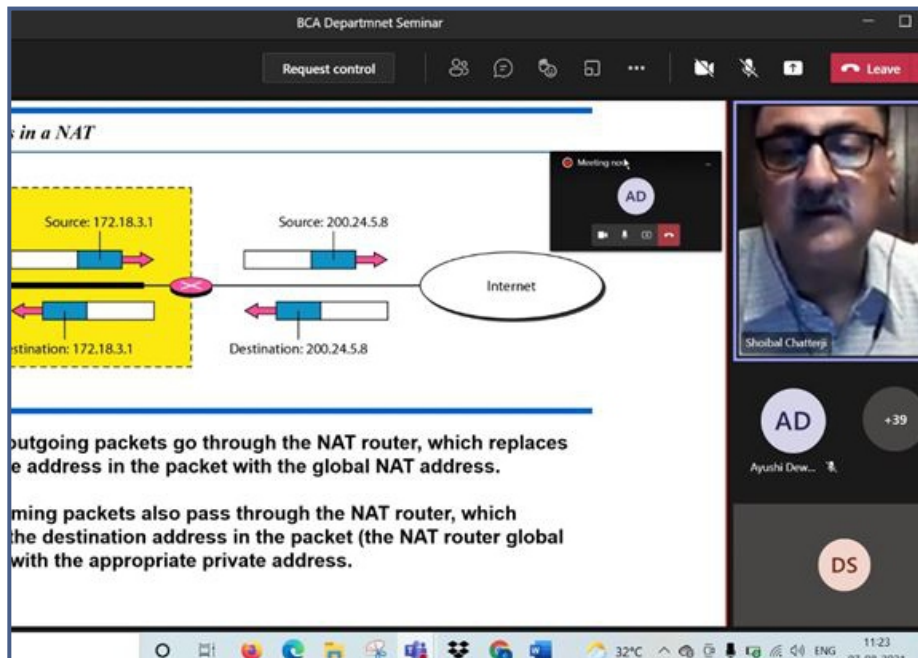 BCA Departmnet Seminar
Request control
Leave
s in a NAT
Meeting now
AD
Source: 172.18.3.1
Source: 200.24.5.8
Internet
estination: 172.18.3.1
Destination: 200.24.5.8
Shoibal Chatterji
outgoing packets go through the NAT router, which replaces
e address in the packet with the global NAT address.
ming packets also pass through the NAT router, which
the destination address in the packet (the NAT router global
with the appropriate private address.
AD
+39
Ayushi Dew...
DS
32°C
ENG
11:23